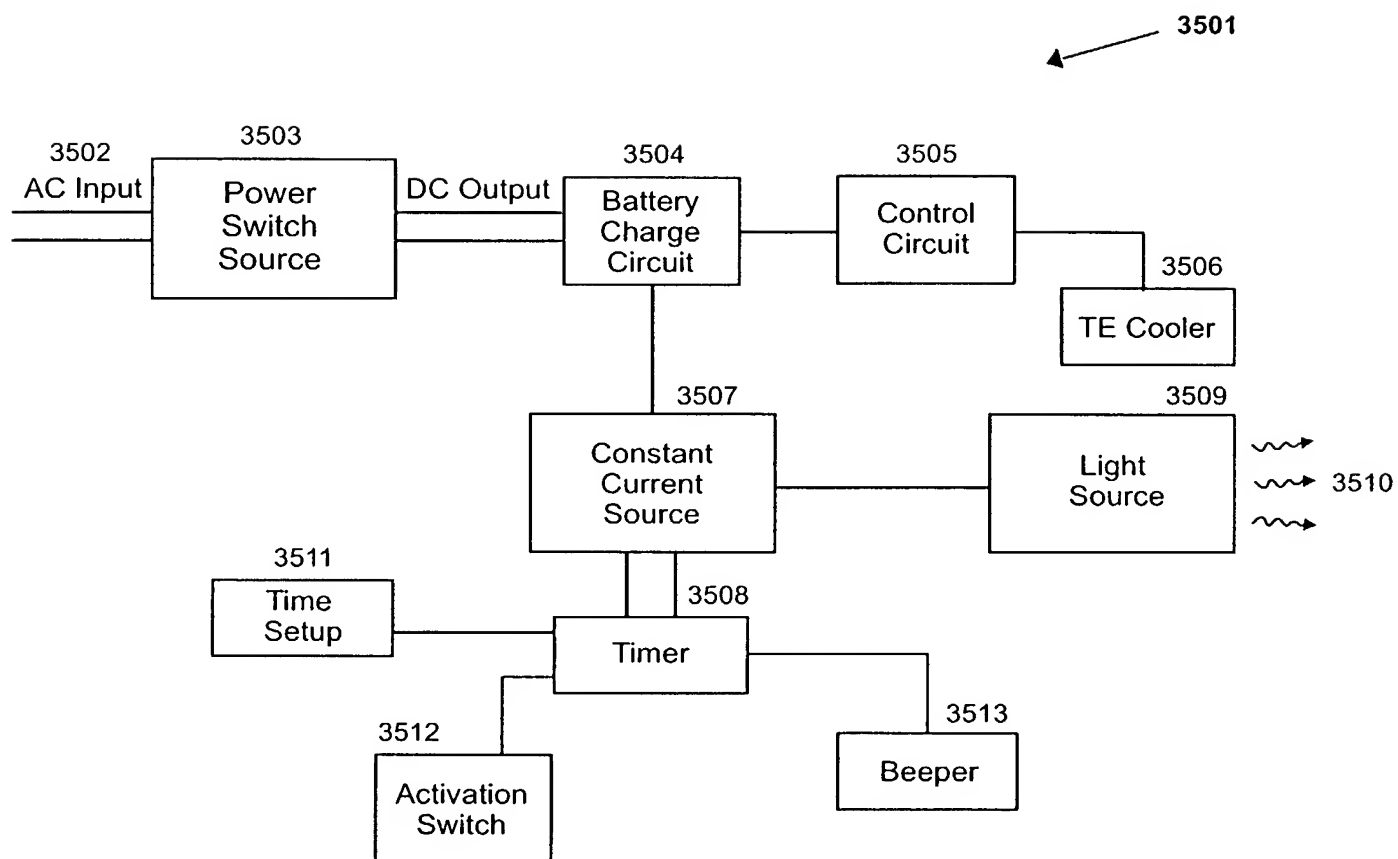 3501
3502
AC Input
3503
Power
Switch
Source
DC Output
3504
Battery
Charge
Circuit
3505
Control
Circuit
3506
TE Cooler
3507
Constant
Current
Source
3509
Light
Source
3510
3511
Time
Setup
3508
Timer
3512
Activation
Switch
3513
Beeper